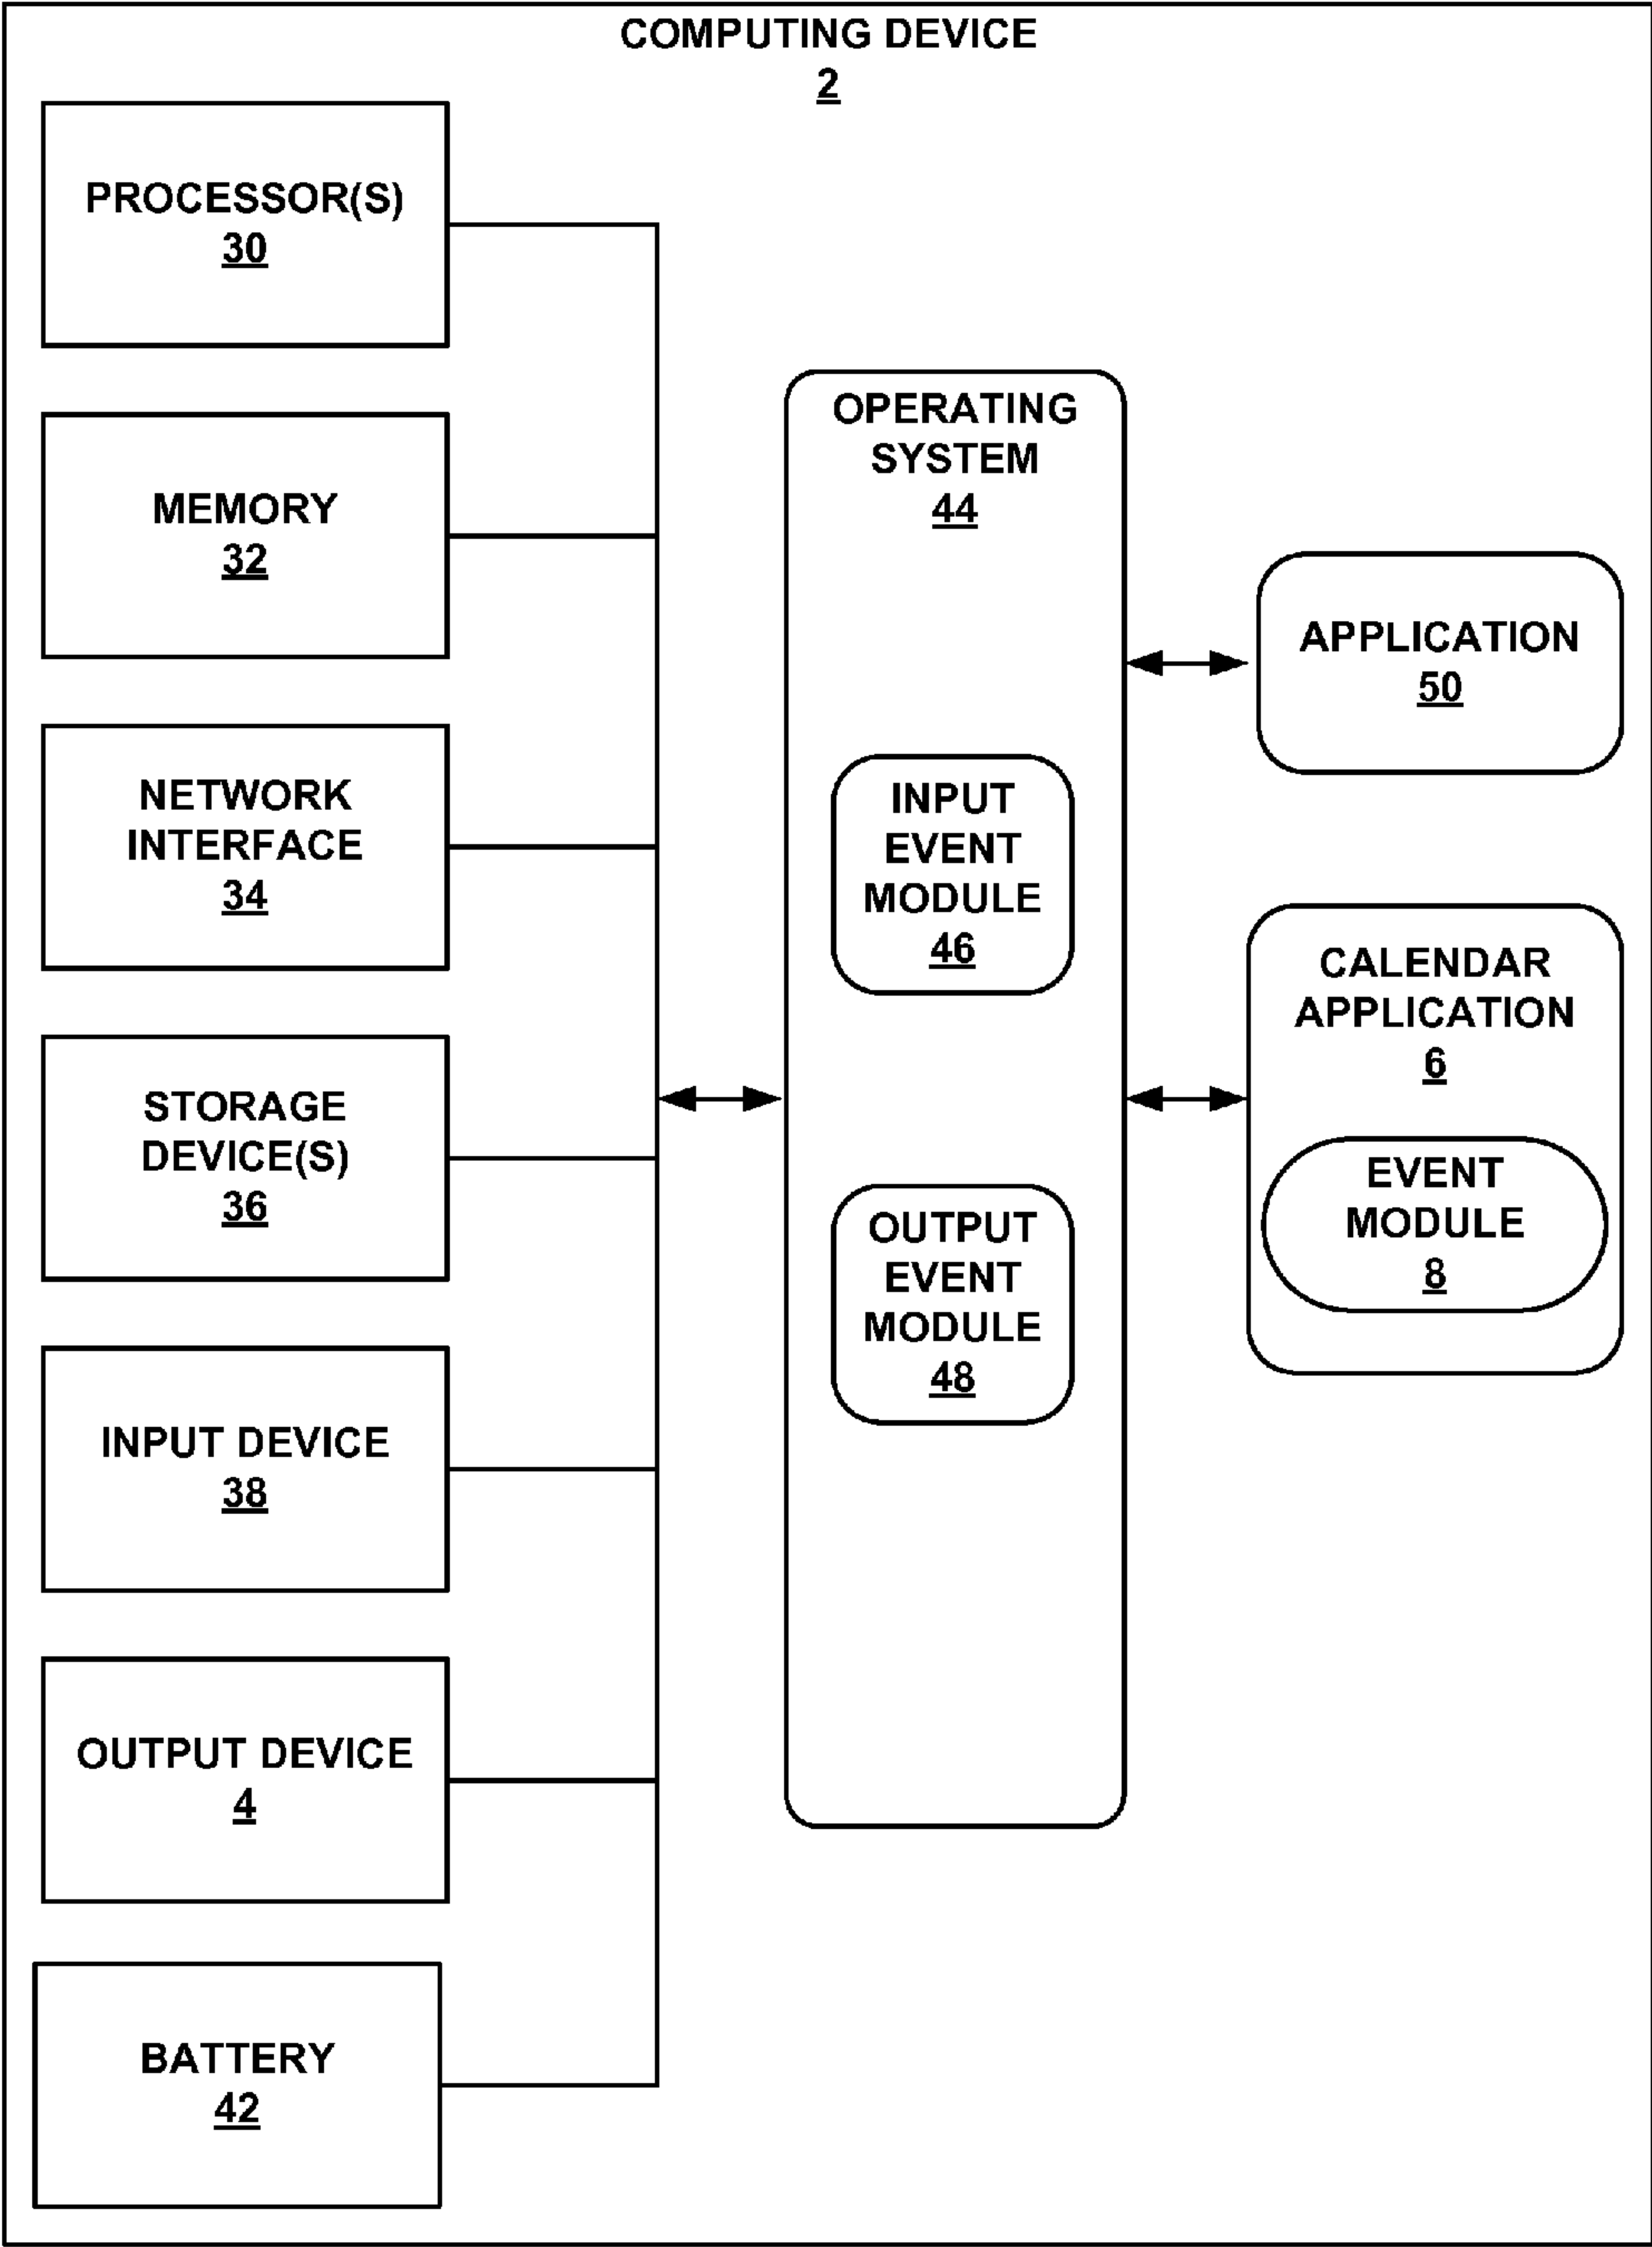 COMPUTING DEVICE
2
PROCESSOR(S)
30
MEMORY
32
NETWORK
INTERFACE
34
STORAGE
DEVICE(S)
36
INPUT DEVICE
38
OUTPUT DEVICE
4
BATTERY
42
OPERATING
SYSTEM
44
INPUT
EVENT
MODULE
46
OUTPUT
EVENT
MODULE
48
APPLICATION
50
CALENDAR
APPLICATION
6
EVENT
MODULE
8